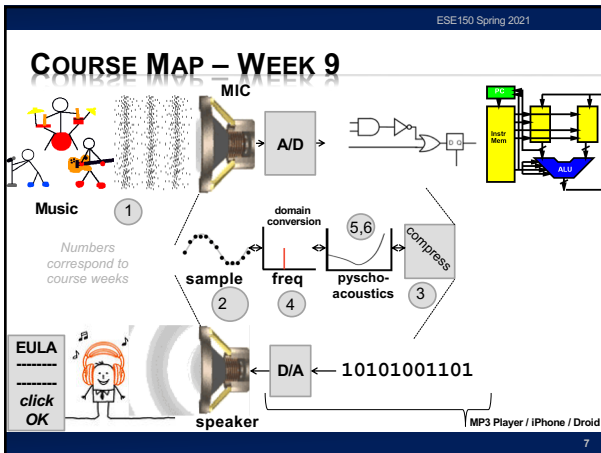 ESE150 Spring 2021
COURSE MAP – WEEK 9
MIC
A/D
D Q
PC
Instr
Mem
ALU
Music
1
Numbers
correspond to
course weeks
domain
conversion
5,6
compress
sample
freq
pyscho-
acoustics
2
4
3
EULA
--------
--------
click
OK
D/A
10101001101
speaker
MP3 Player / iPhone / Droid
7